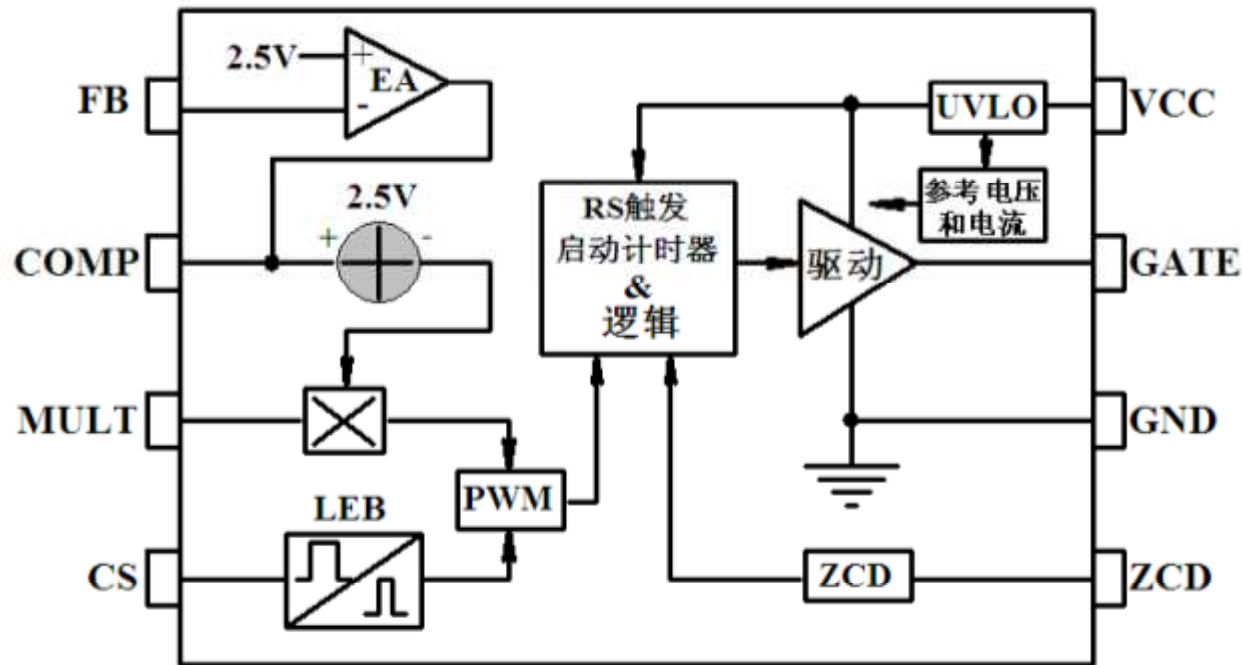 2.5V
+
EA
-
FB
UVLO
VCC
2.5V
RS触发
启动计时器
&
逻辑
参考电压
和电流
+
-
COMP
驱动
GATE
MULT
GND
PWM
LEB
CS
ZCD
ZCD